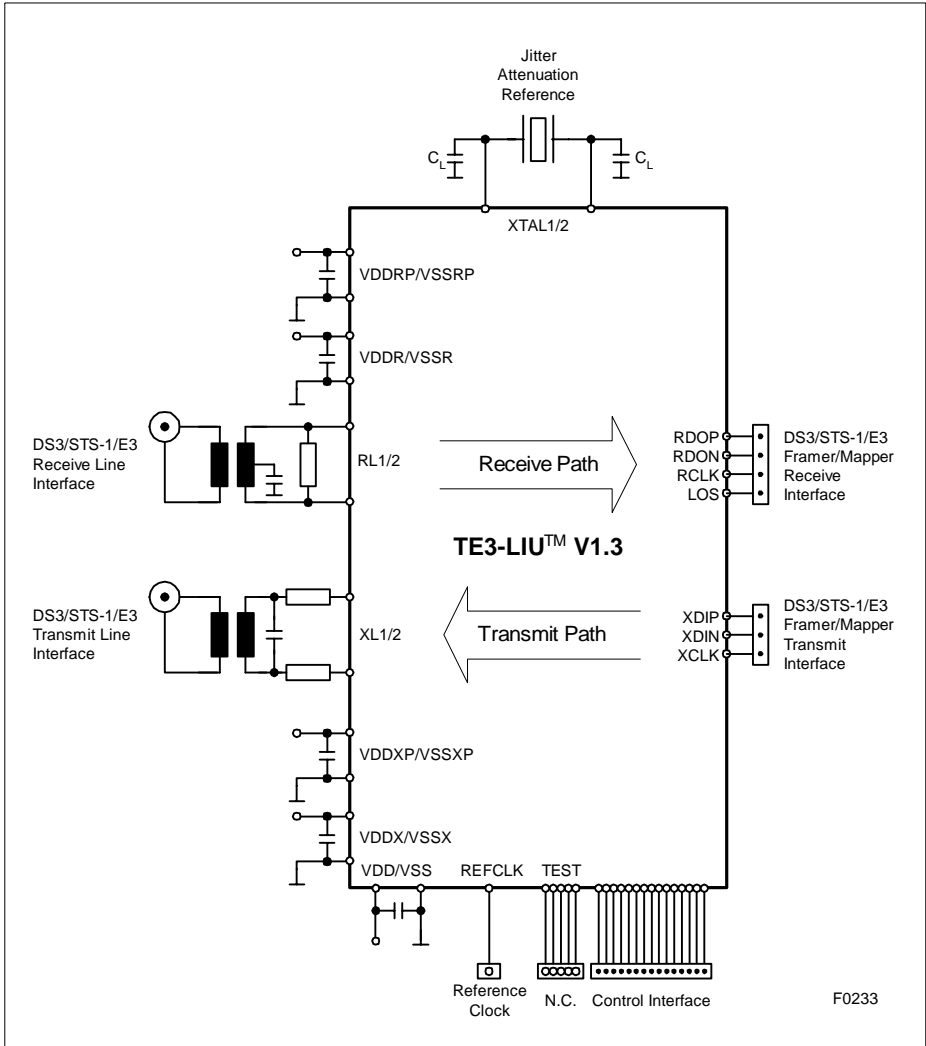 Jitter
Attenuation
Reference
CL
CL
XTAL1/2
VDDRP/VSSRP
VDDR/VSSR
DS3/STS-1/E3
Receive Line
Interface
RL1/2
Receive Path
RDOP
RDON
RCLK
LOS
DS3/STS-1/E3
Framer/Mapper
Receive
Interface
TE3-LIU™ V1.3
DS3/STS-1/E3
Transmit Line
Interface
XL1/2
Transmit Path
XDIP
XDIN
XCLK
DS3/STS-1/E3
Framer/Mapper
Transmit
Interface
VDDXP/VSSXP
VDDX/VSSX
VDD/VSS
REFCLK
TEST
Reference
Clock
N.C.
Control Interface
F0233